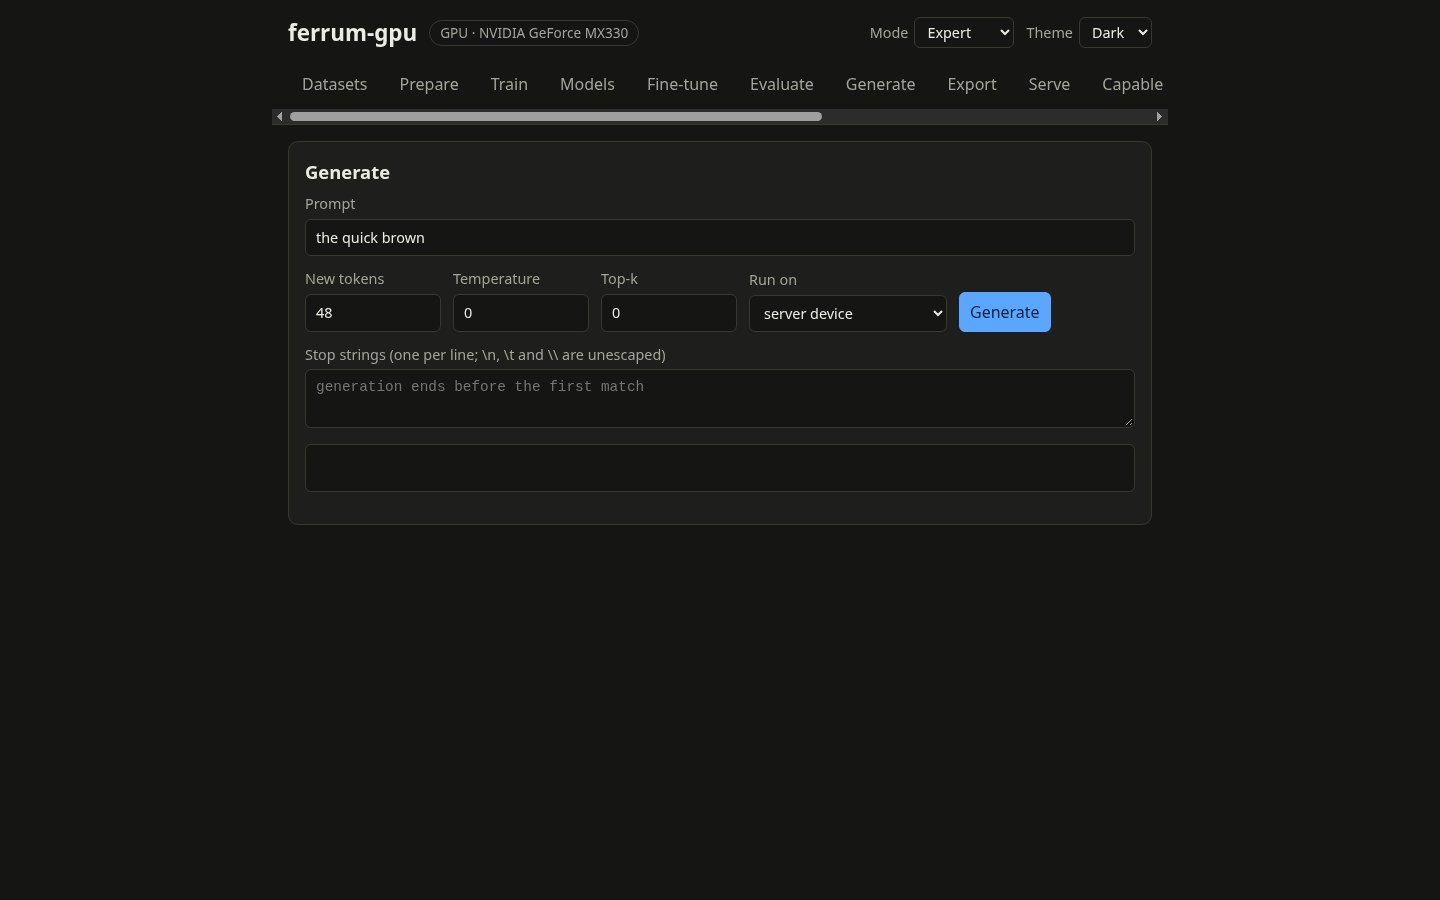 ferrum-gpu GPU · NVIDIA GeForce MX330 Mode Expert Theme Dark
Datasets Prepare Train Models Fine-tune Evaluate Generate Export Serve Capable
Generate
Prompt
the quick brown
New tokens Temperature Top-k Run on
48 0 0 server device Generate
Stop strings (one per line; \n, \t and \\ are unescaped)
generation ends before the first match